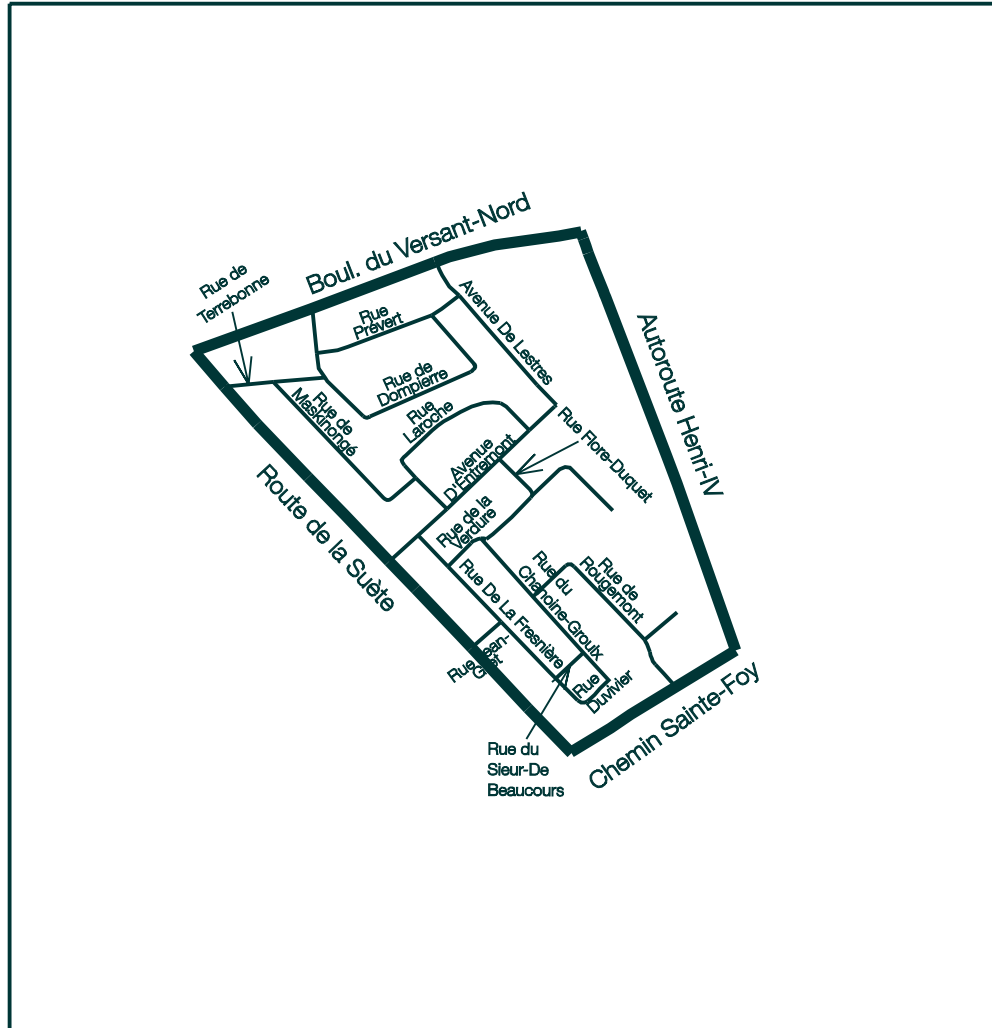 Boul. du Versant-Nord
Rue de
Terrebonne
Rue
Prévert
Avenue De Lestres
Autoroute Henri-IV
Rue de
Dompierre
Rue de
Maskinongé
Rue
Laroche
Avenue
D'Entremont
Rue Flore-Duquet
Route de la Suète
Rue de la
Verdure
Rue du
Chanoine-Groulx
Rue de
Rougemont
Rue De La Fresnière
Rue
Rue
Duvivier
Chemin Sainte-Foy
Rue du
Sieur-De
Beaucours